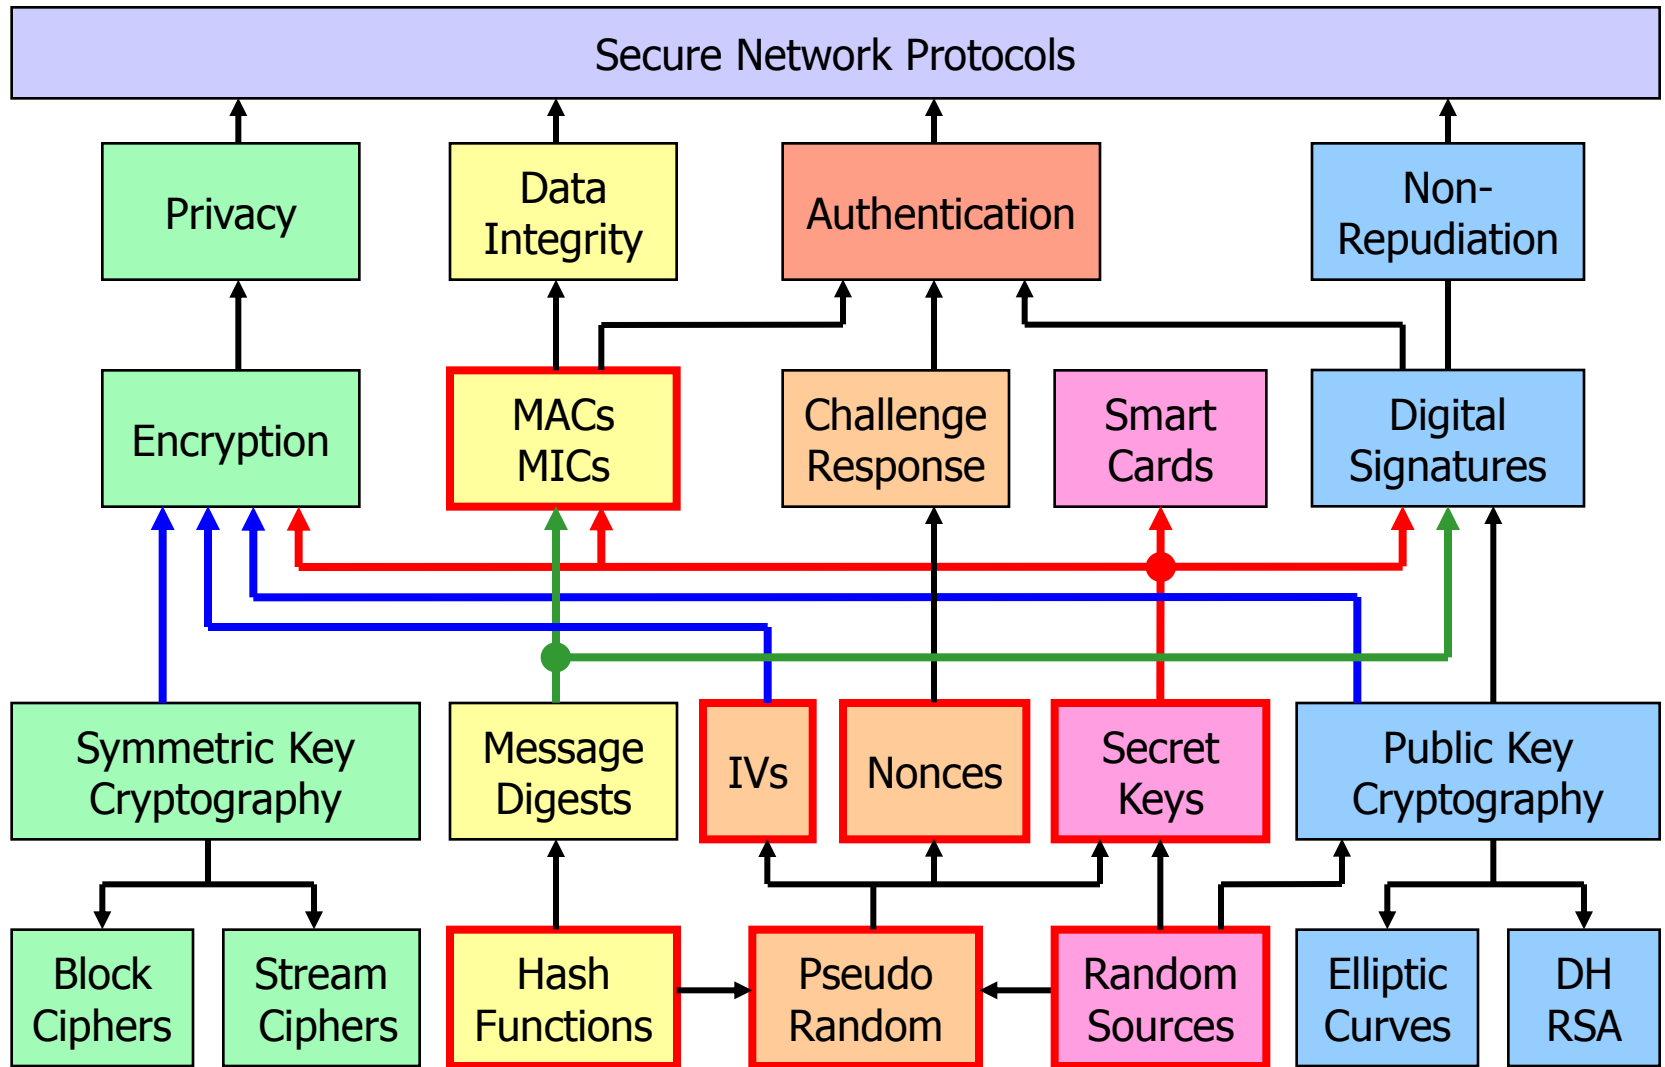 Secure Network Protocols
Privacy
Data
Integrity
Authentication
Non-
Repudiation
Encryption
MACs
MICs
Challenge
Response
Smart
Cards
Digital
Signatures
Symmetric Key
Cryptography
Message
Digests
IVs
Nonces
Secret
Keys
Public Key
Cryptography
Block
Ciphers
Stream
Ciphers
Hash
Functions
Pseudo
Random
Random
Sources
Elliptic
Curves
DH
RSA